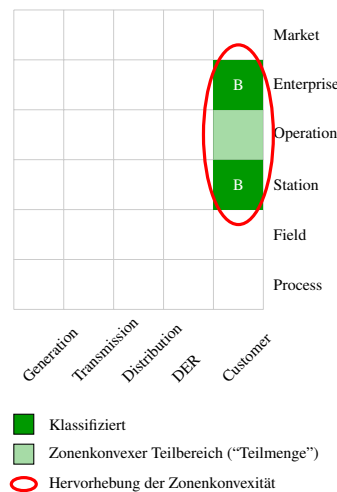 Market
B
Enterprise
Operation
B
Station
Field
Process
Generation
Transmission
Distribution
DER
Customer
Klassifiziert
Zonenkonvexer Teilbereich (“Teilmenge”)
Hervorhebung der Zonenkonvexität